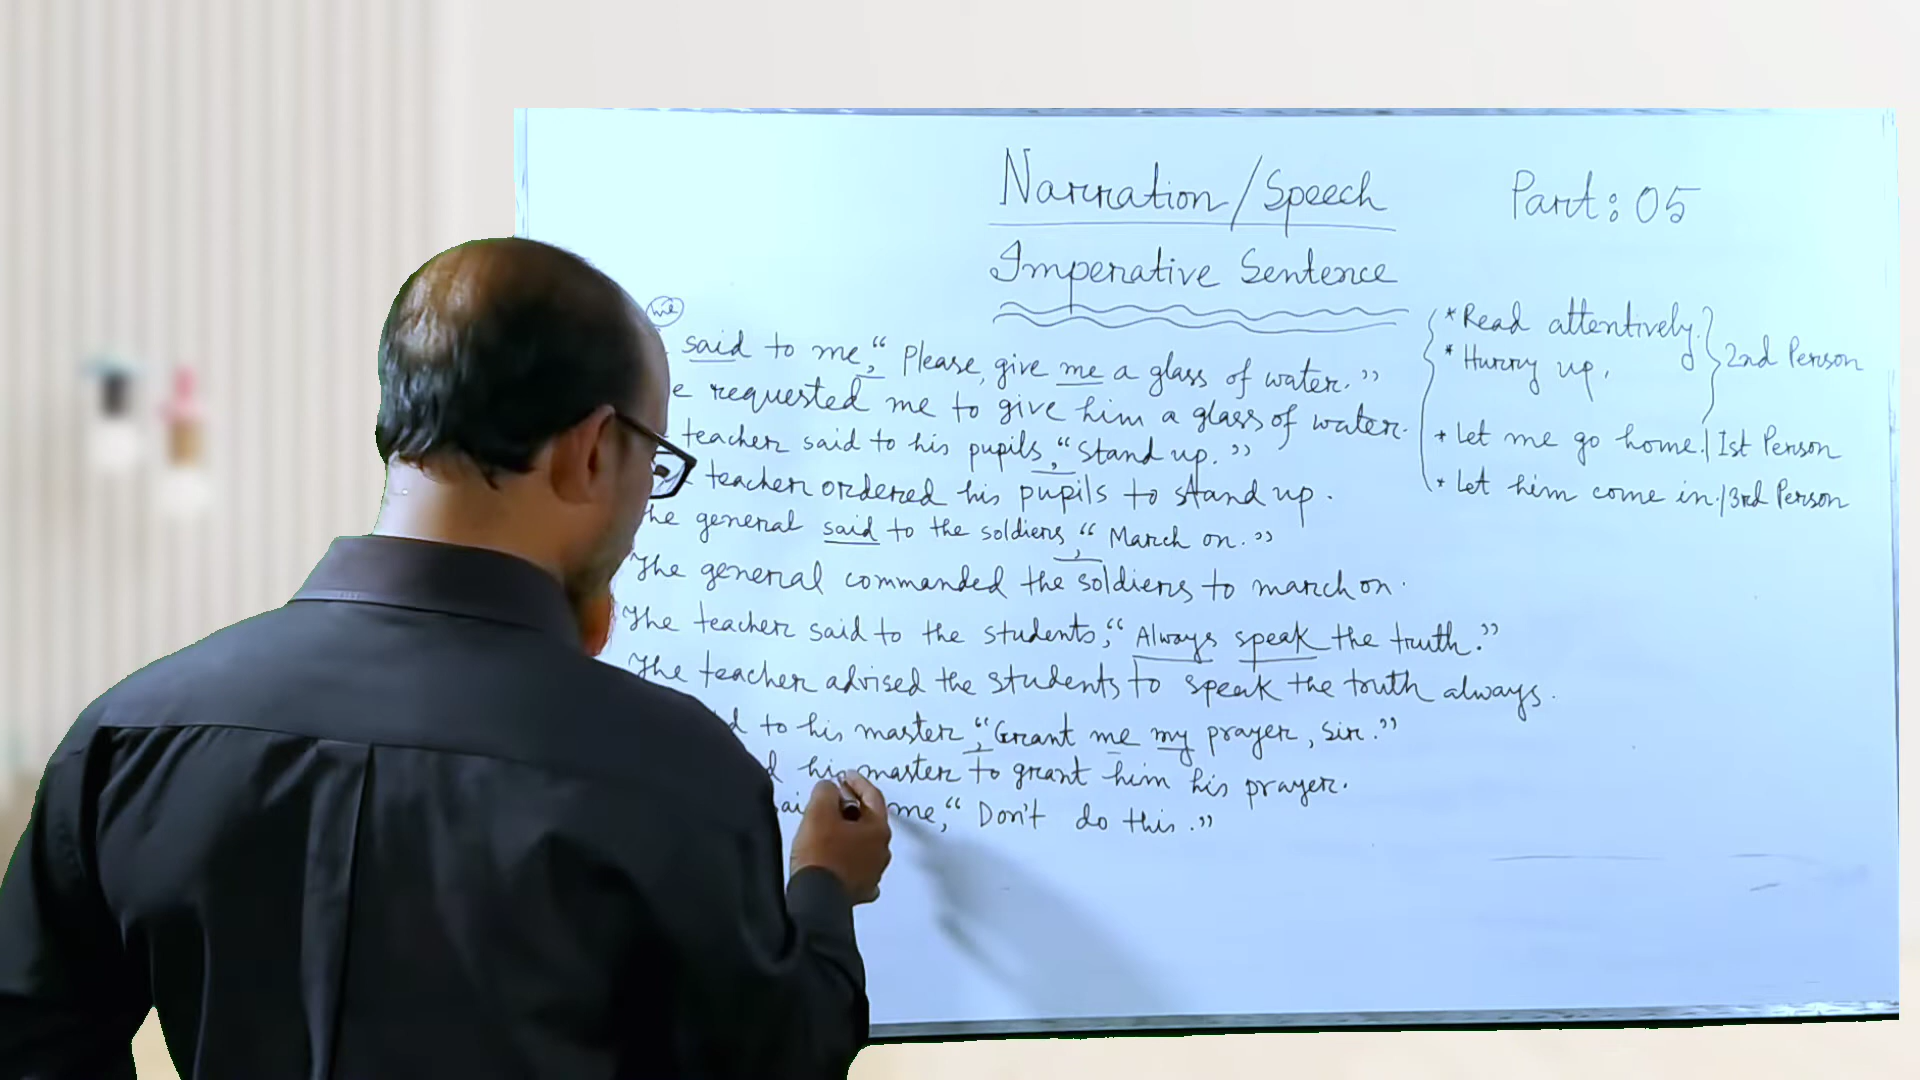 Narration/Speech
Part: 05
Imperative Sentence
me
said to me, “Please, give me a glass of water.”
requested me to give him a glass of water.
teacher said to his pupils, “Stand up.”
teacher ordered his pupils to stand up.
The general said to the soldiers, “March on.”
The general commanded the soldiers to march on.
The teacher said to the students, “Always speak the truth.”
The teacher advised the students to speak the truth always.
to his master, “Grant me my prayer, Sir.”
his master to grant him his prayer.
me, “Don't do this.”
* Read attentively.
* Hurry up.
2nd Person
* Let me go home. / 1st Person
* Let him come in. / 3rd Person